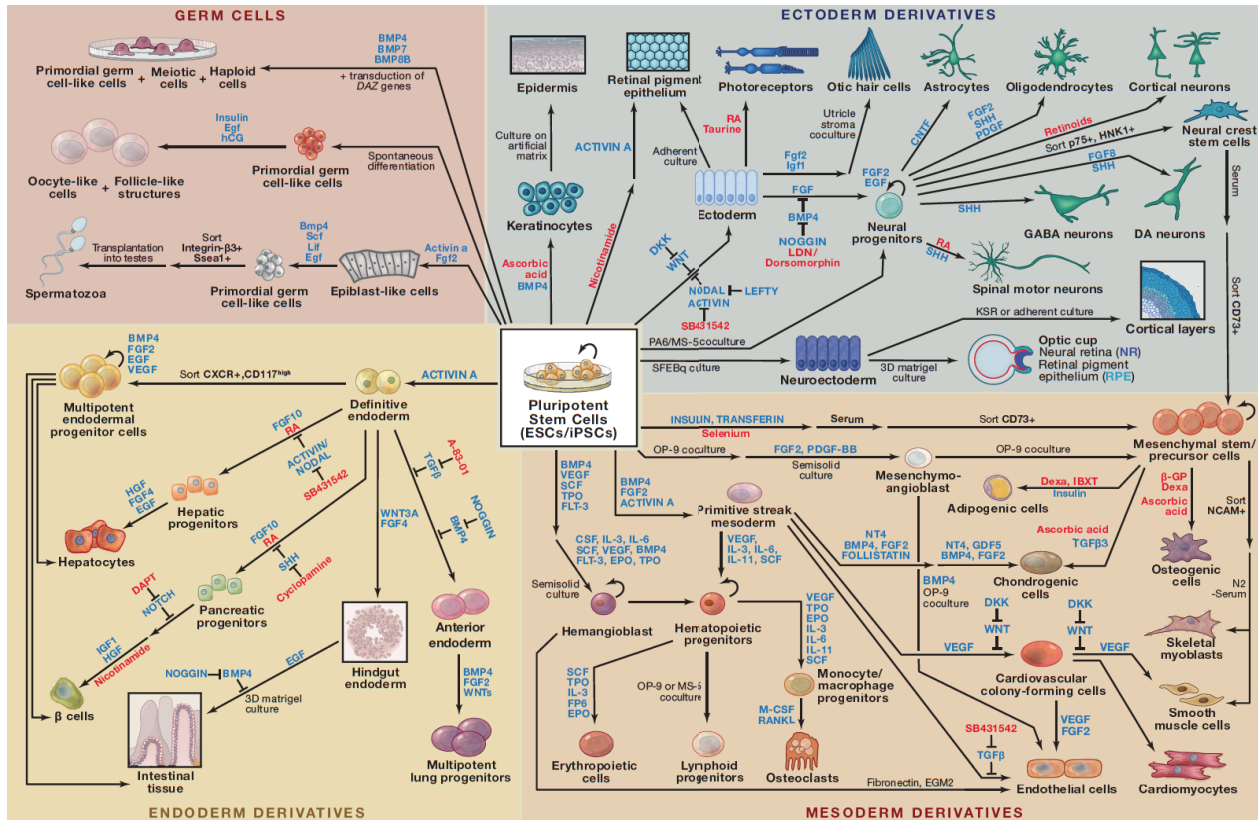 GERM CELLS
BMP4
BMP7
BMP8B
+ transduction of
DAZ genes
Primordial germ
cell-like cells
+
Meiotic
cells
+
Haploid
cells
Insulin
Egf
hCG
Oocyte-like
cells
+
Follicle-like
structures
Primordial germ
cell-like cells
Spontaneous
differentiation
Transplantation
into testes
Sort
Integrin-β3+
Ssea1+
Bmp4
Scf
Lif
Egf
Activin a
Fgf2
Spermatozoa
Primordial germ
cell-like cells
Epiblast-like cells
ECTODERM DERIVATIVES
Epidermis
Retinal pigment
epithelium
Photoreceptors
Otic hair cells
Astrocytes
Oligodendrocytes
Cortical neurons
Culture on
artificial
matrix
ACTIVIN A
Adherent
culture
RA
Taurine
Utricle
stroma
coculture
CNTF
FGF2
SHH
PDGF
Retinoids
Sort p75+, HNK1+
Neural crest
stem cells
Keratinocytes
Ectoderm
Fgf2
Igf1
FGF
BMP4
NOGGIN
LDN/
Dorsomorphin
FGF2
EGF
Neural
progenitors
FGF8
SHH
SHH
GABA neurons
DA neurons
Serum
Ascorbic
acid
BMP4
Nicotinamide
DKK
WNT
NODAL
ACTIVIN
LEFTY
SB431542
RA
SHH
Spinal motor neurons
Sort CD73+
PA6/MS-5coculture
SFEBq culture
Neuroectoderm
KSR or adherent culture
Cortical layers
3D matrigel
culture
Optic cup
Neural retina (NR)
Retinal pigment
epithelium (RPE)
Pluripotent
Stem Cells
(ESCs/iPSCs)
BMP4
FGF2
EGF
VEGF
Multipotent
endodermal
progenitor cells
Sort CXCR+,CD117high
Definitive
endoderm
ACTIVIN A
FGF10
RA
ACTIVIN/
NODAL
SB431542
A-83-01
TGFβ
HGF
FGF4
EGF
Hepatic
progenitors
Hepatocytes
FGF10
RA
SHH
Cyclopamine
WNT3A
FGF4
NOGGIN
BMP4
DAPT
NOTCH
Pancreatic
progenitors
IGF1
HGF
Nicotinamide
β cells
Hindgut
endoderm
Anterior
endoderm
NOGGIN
BMP4
EGF
3D matrigel
culture
Intestinal
tissue
BMP4
FGF2
WNTs
Multipotent
lung progenitors
ENDODERM DERIVATIVES
INSULIN, TRANSFERIN
Selenium
Serum
Sort CD73+
OP-9 coculture
FGF2, PDGF-BB
Semisolid
culture
Mesenchymo-
angioblast
OP-9 coculture
Mesenchymal stem/
precursor cells
BMP4
VEGF
SCF
TPO
FLT-3
BMP4
FGF2
ACTIVIN A
Primitive streak
mesoderm
Adipogenic cells
Dexa, IBXT
Insulin
β-GP
Dexa
Ascorbic
acid
Sort
NCAM+
CSF, IL-3, IL-6
SCF, VEGF, BMP4
FLT-3, EPO, TPO
VEGF,
IL-3, IL-6,
IL-11, SCF
NT4
BMP4, FGF2
FOLLISTATIN
NT4, GDF5
BMP4, FGF2
Ascorbic acid
TGFβ3
Chondrogenic
cells
Osteogenic
cells
Semisolid
culture
Hemangioblast
Hematopoietic
progenitors
BMP4
OP-9
coculture
VEGF
TPO
EPO
IL-3
IL-6
IL-11
SCF
DKK
WNT
DKK
WNT
N2
-Serum
Skeletal
myoblasts
VEGF
Cardiovascular
colony-forming cells
VEGF
Smooth
muscle cells
SCF
TPO
IL-3
FP6
EPO
OP-9 or MS-5
coculture
Monocyte/
macrophage
progenitors
M-CSF
RANKL
Erythropoietic
cells
Lynphoid
progenitors
Osteoclasts
SB431542
TGFβ
VEGF
FGF2
Fibronectin, EGM2
Endothelial cells
Cardiomyocytes
MESODERM DERIVATIVES